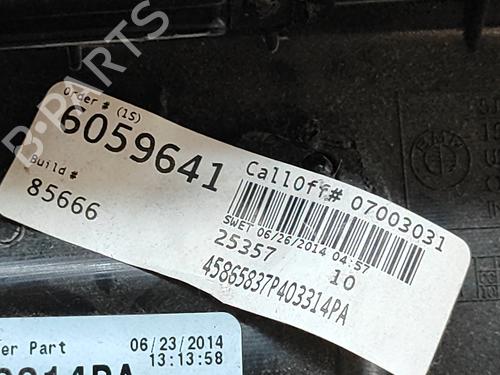 B-PARTS
Order # (1S)
6059641
Build #
85666
CallOff# 07003031
SWET 06/26/2014 04:57
25357 10
45865837P403314PA
er Part 06/23/2014
13:13:58